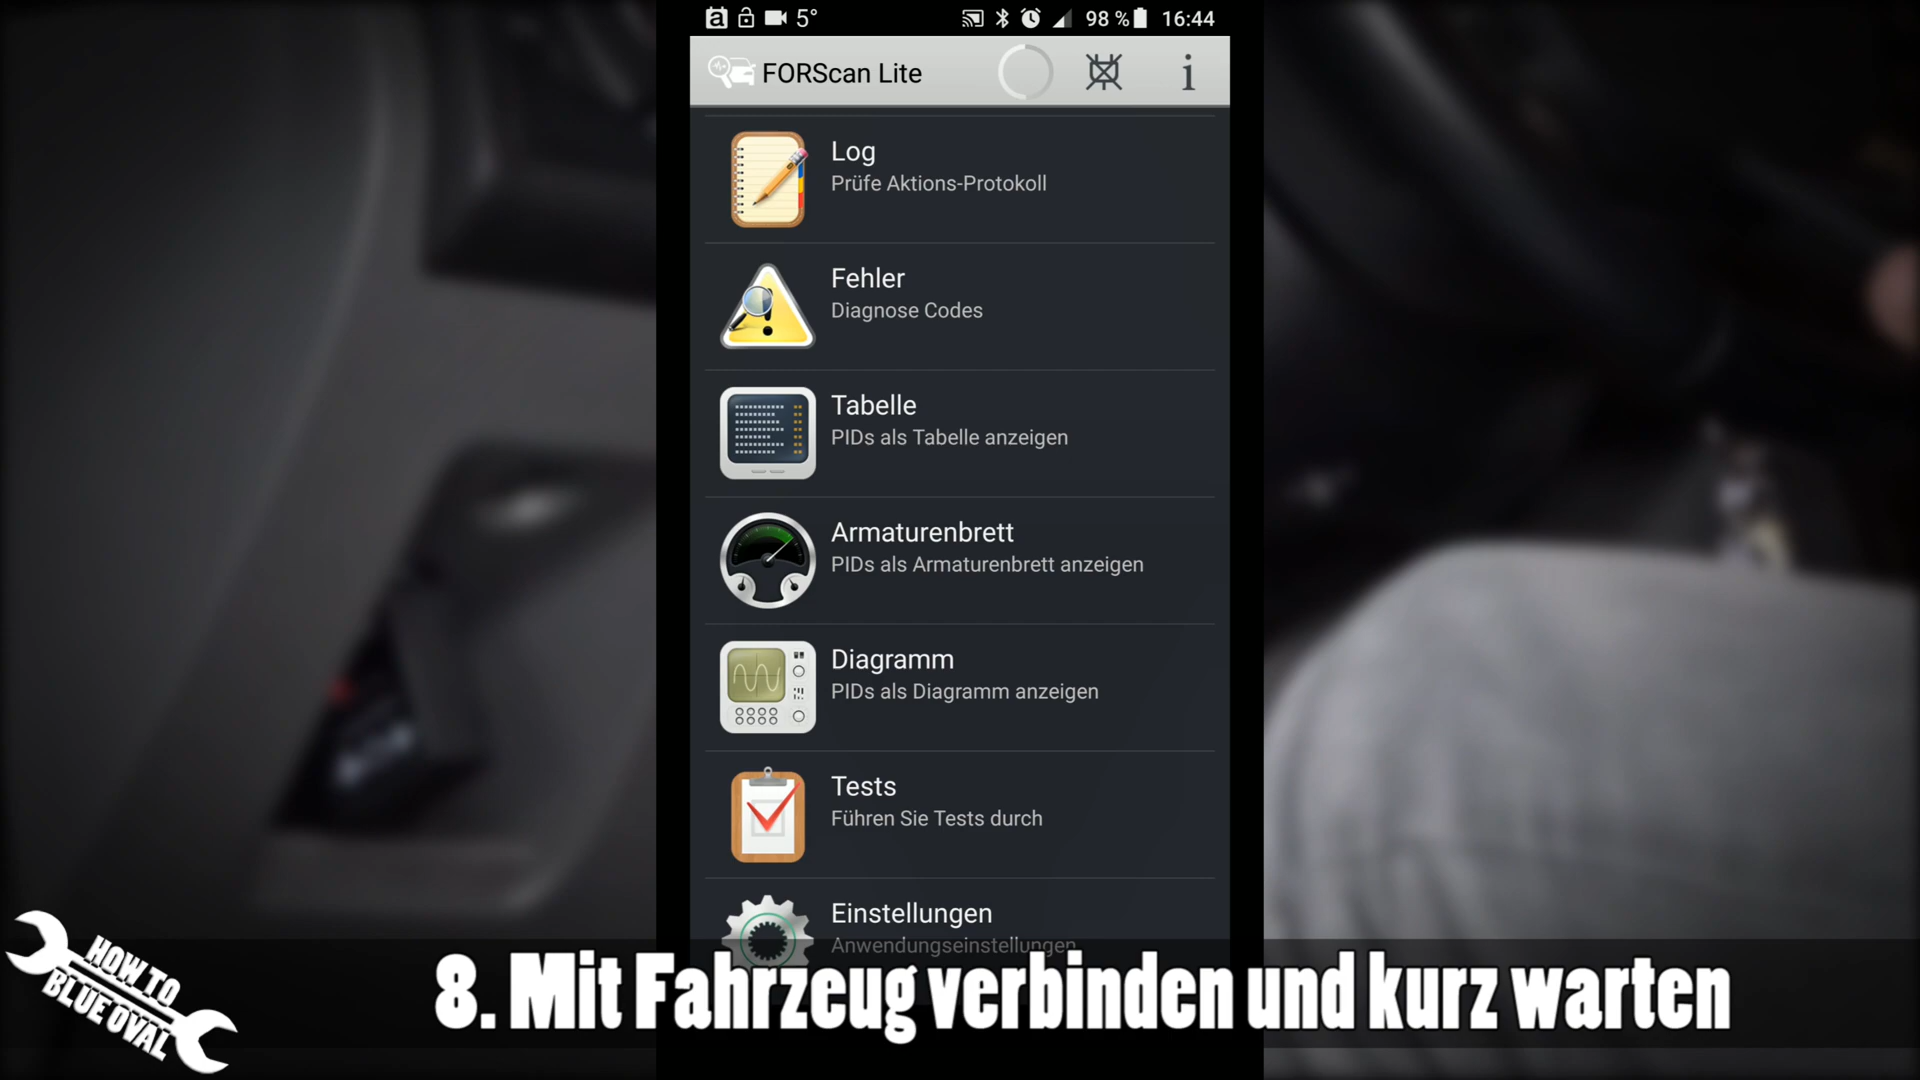 5° 98 % 16:44
FORScan Lite
Log
Prüfe Aktions-Protokoll
Fehler
Diagnose Codes
Tabelle
PIDs als Tabelle anzeigen
Armaturenbrett
PIDs als Armaturenbrett anzeigen
Diagramm
PIDs als Diagramm anzeigen
Tests
Führen Sie Tests durch
Einstellungen
Anwendungseinstellungen
8. Mit Fahrzeug verbinden und kurz warten
HOW TO
BLUE OVAL